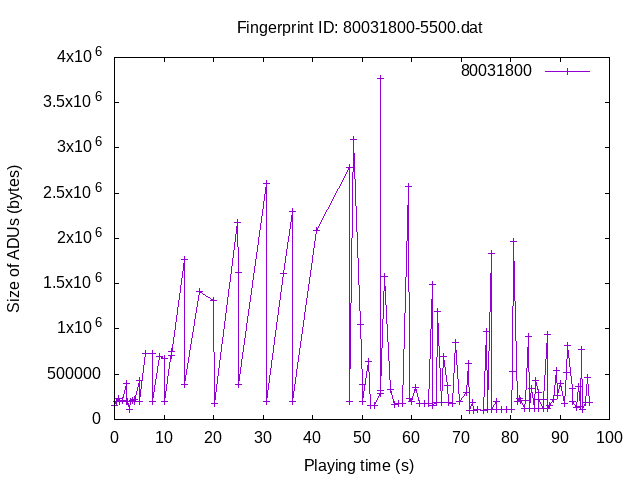 Fingerprint ID: 80031800-5500.dat
80031800
4x10^6
3.5x10^6
3x10^6
2.5x10^6
2x10^6
1.5x10^6
1x10^6
500000
0
Size of ADUs (bytes)
0 10 20 30 40 50 60 70 80 90 100
Playing time (s)